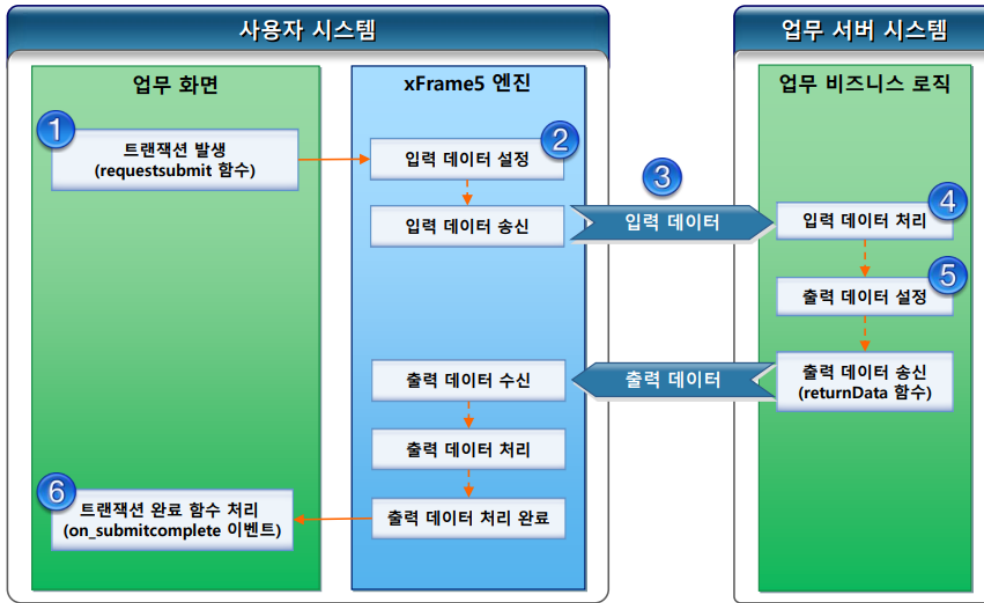 사용자 시스템
업무 서버 시스템
업무 화면
xFrame5 엔진
업무 비즈니스 로직
1
트랜잭션 발생
(requestsubmit 함수)
2
입력 데이터 설정
입력 데이터 송신
3
입력 데이터
4
입력 데이터 처리
5
출력 데이터 설정
출력 데이터 송신
(returnData 함수)
출력 데이터
출력 데이터 수신
출력 데이터 처리
출력 데이터 처리 완료
6
트랜잭션 완료 함수 처리
(on_submitcomplete 이벤트)